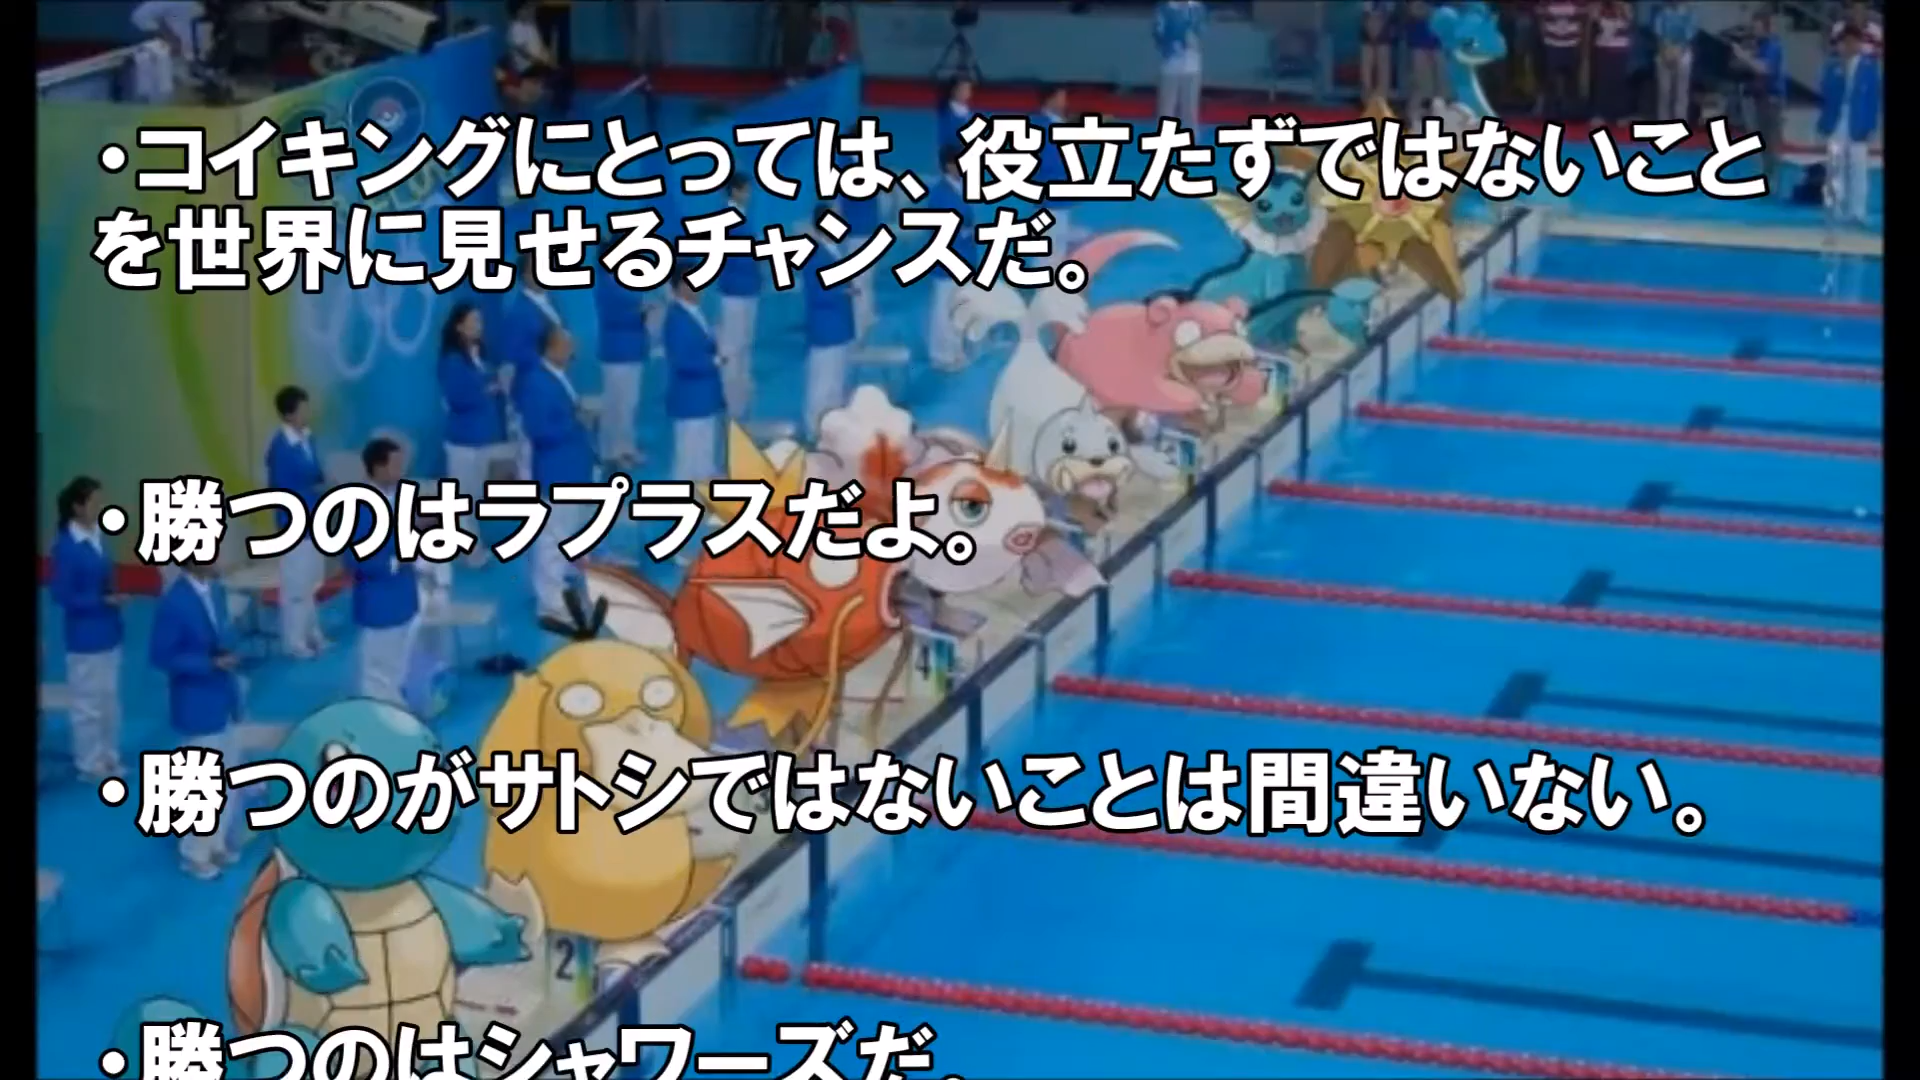 ・コイキングにとっては、役立たずではないこと
を世界に見せるチャンスだ。
・勝つのはラプラスだよ。
・勝つのがサトシではないことは間違いない。
・勝つのはシャワーズだ。
4
2